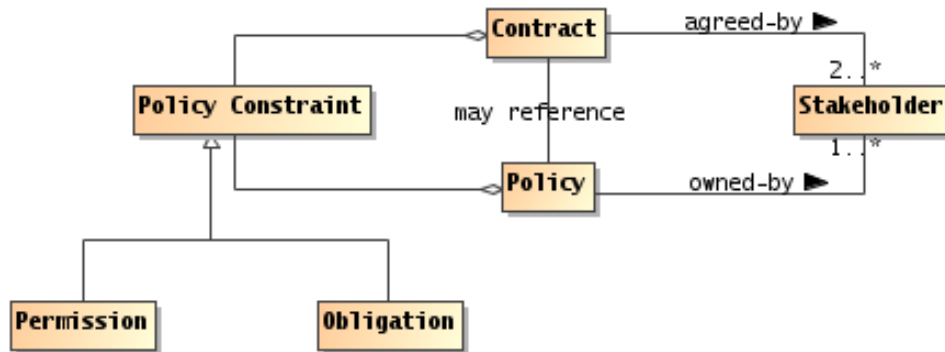 Contract
agreed-by ►
2..*
Policy Constraint
may reference
Stakeholder
1..*
Policy
owned-by ►
Permission
Obligation